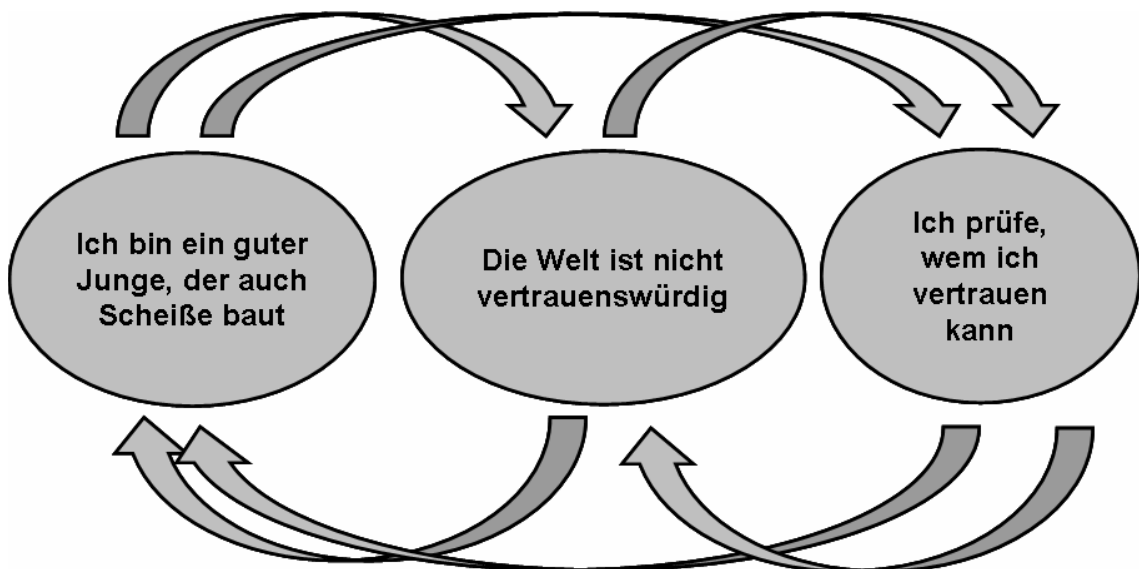 Ich bin ein guter
Junge, der auch
Scheiße baut
Die Welt ist nicht
vertrauenswürdig
Ich prüfe,
wem ich
vertrauen
kann